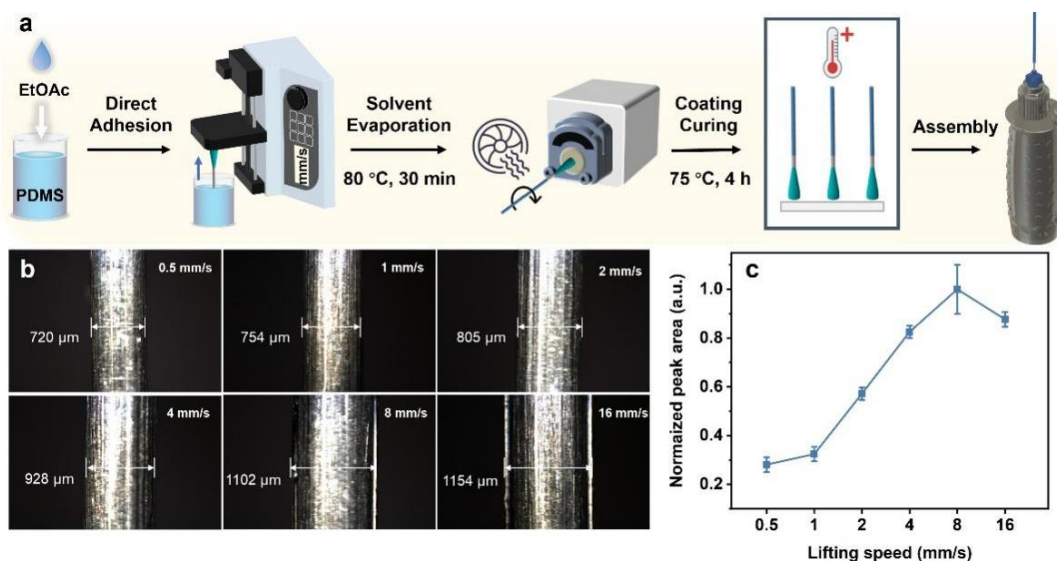 a
EtOAc
PDMS
Direct
Adhesion
mm/s
Solvent
Evaporation
80 °C, 30 min
Coating
Curing
75 °C, 4 h
+
Assembly
b
0.5 mm/s
720 μm
1 mm/s
754 μm
2 mm/s
805 μm
4 mm/s
928 μm
8 mm/s
1102 μm
16 mm/s
1154 μm
c
Normaized peak area (a.u.)
1.0
0.8
0.6
0.4
0.2
0.5 1 2 4 8 16
Lifting speed (mm/s)